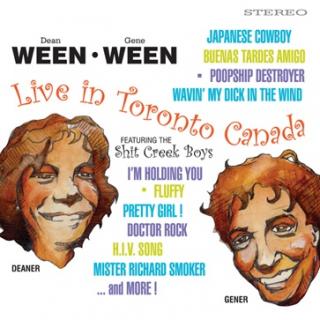 STEREO
Dean Gene
WEEN • WEEN
JAPANESE COWBOY
BUENAS TARDES AMIGO
• POOPSHIP DESTROYER
WAVIN' MY DICK IN THE WIND
Live in Toronto Canada
FEATURING THE
Shit Creek Boys
I'M HOLDING YOU
• FLUFFY
PRETTY GIRL !
DOCTOR ROCK
H.I.V. SONG
MISTER RICHARD SMOKER
... and MORE !
DEANER
GENER